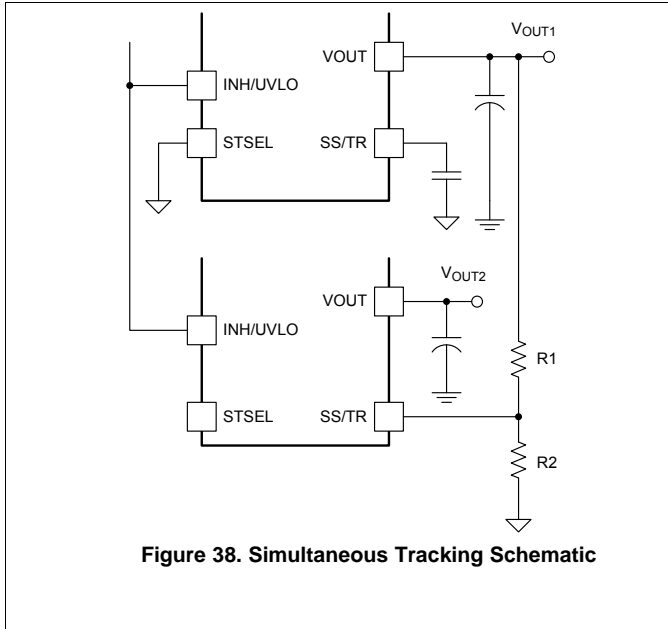 VOUT1
VOUT
INH/UVLO
STSEL
SS/TR
VOUT2
VOUT
INH/UVLO
R1
STSEL
SS/TR
R2
Figure 38. Simultaneous Tracking Schematic